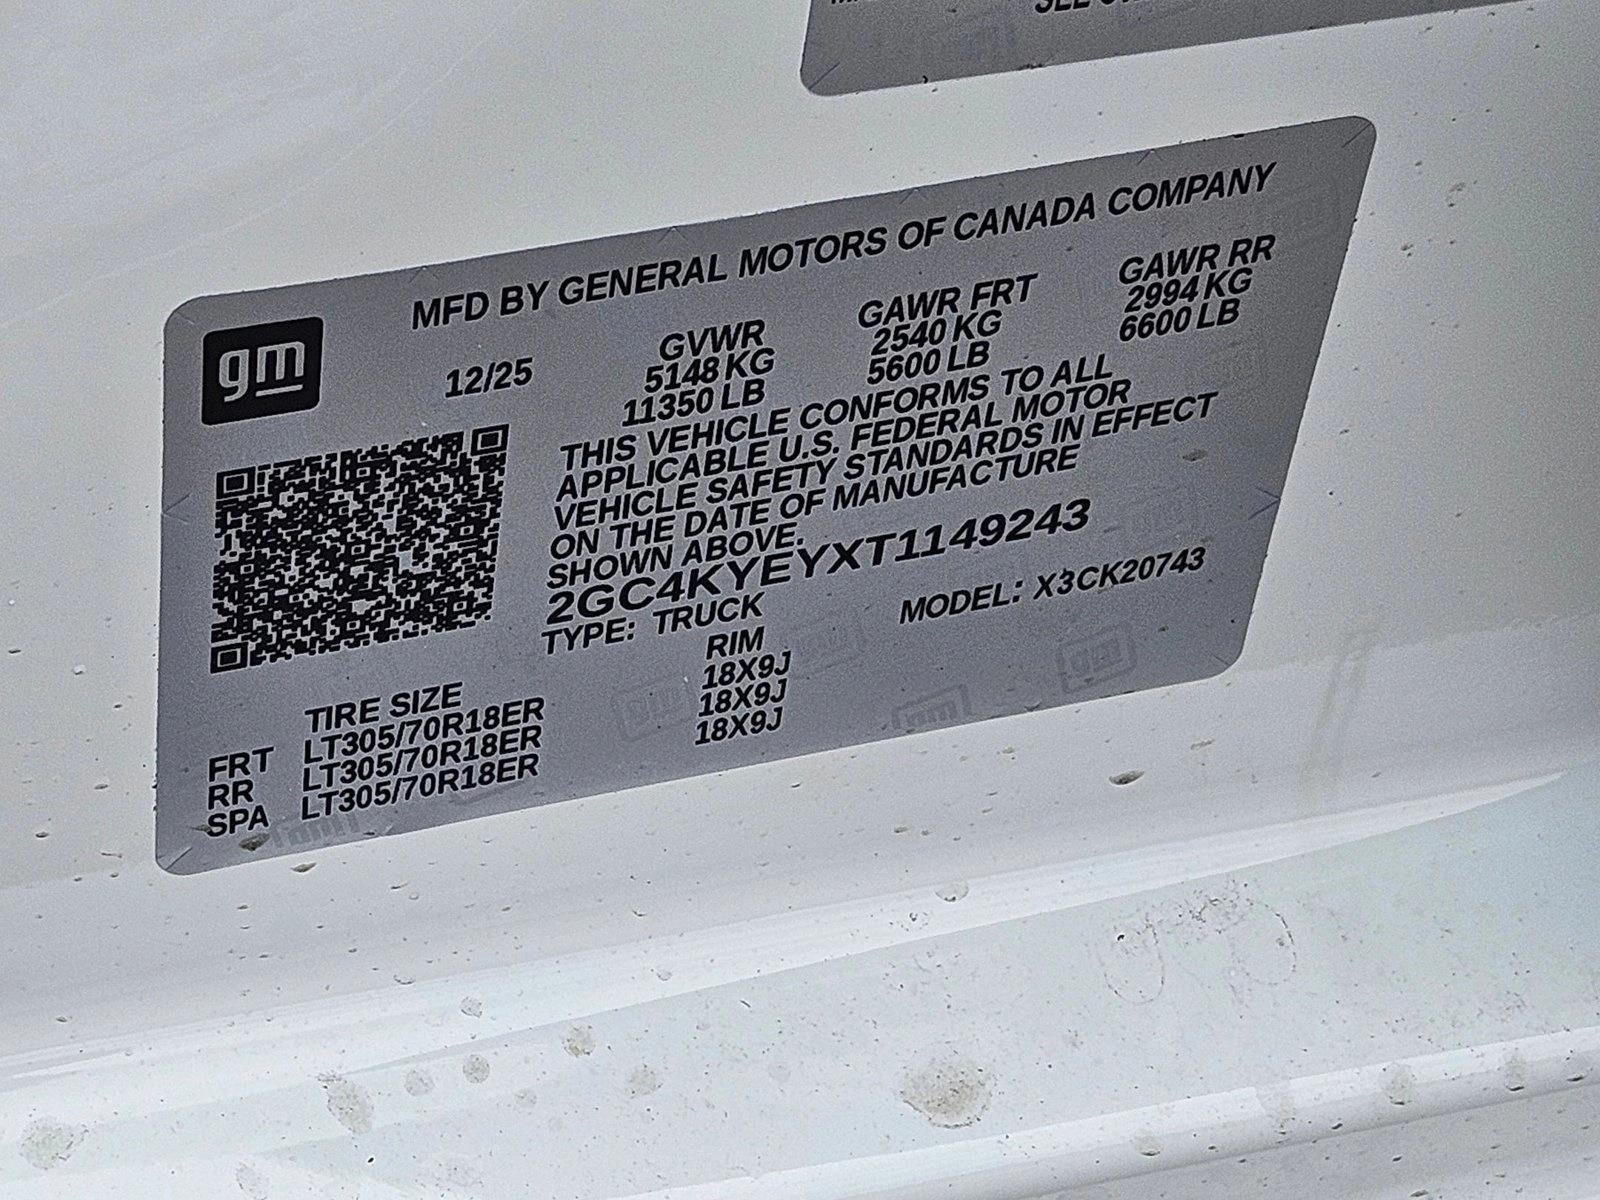 MFD BY GENERAL MOTORS OF CANADA COMPANY
gm
12/25
GVWR
5148 KG
11350 LB
GAWR FRT
2540 KG
5600 LB
GAWR RR
2994 KG
6600 LB
THIS VEHICLE CONFORMS TO ALL
APPLICABLE U.S. FEDERAL MOTOR
VEHICLE SAFETY STANDARDS IN EFFECT
ON THE DATE OF MANUFACTURE
SHOWN ABOVE.
2GC4KYEYXT1149243
TYPE: TRUCK MODEL: X3CK20743
TIRE SIZE RIM
FRT LT305/70R18ER 18X9J
RR LT305/70R18ER 18X9J
SPA LT305/70R18ER 18X9J